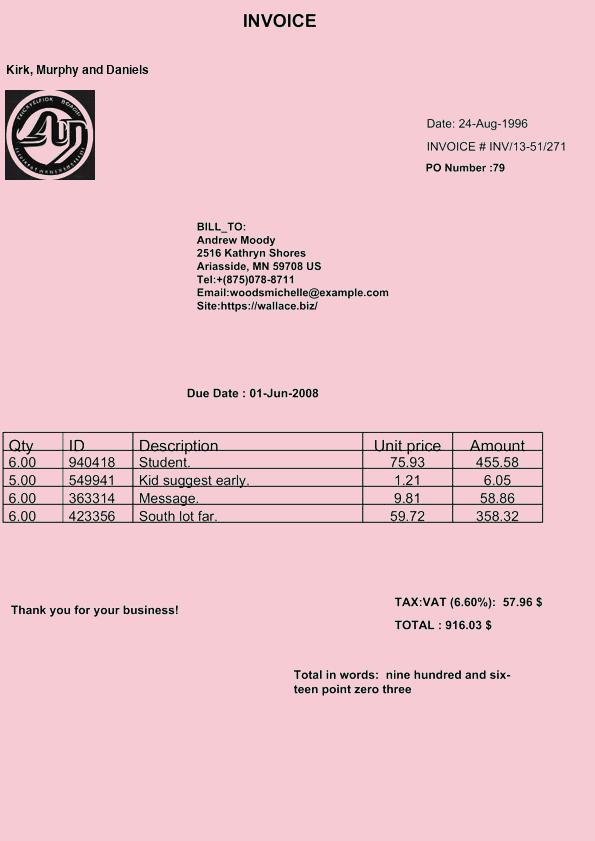 INVOICE
Kirk, Murphy and Daniels
Date: 24-Aug-1996
INVOICE # INV/13-51/271
PO Number :79
BILL_TO:
Andrew Moody
2516 Kathryn Shores
Ariasside, MN 59708 US
Tel:+(875)078-8711
Email:woodsmichelle@example.com
Site:https://wallace.biz/
Due Date : 01-Jun-2008
Qty ID Description Unit price Amount
6.00 940418 Student. 75.93 455.58
5.00 549941 Kid suggest early. 1.21 6.05
6.00 363314 Message. 9.81 58.86
6.00 423356 South lot far. 59.72 358.32
TAX:VAT (6.60%): 57.96 $
Thank you for your business!
TOTAL : 916.03 $
Total in words: nine hundred and six-
teen point zero three